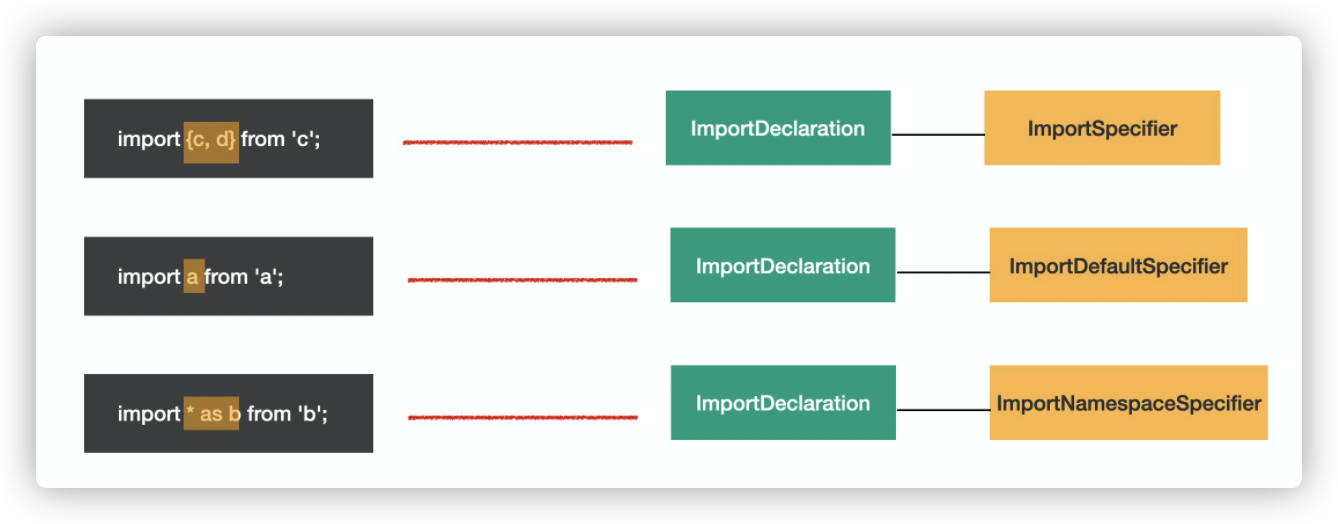 import {c, d} from 'c';
ImportDeclaration
ImportSpecifier
import a from 'a';
ImportDeclaration
ImportDefaultSpecifier
import * as b from 'b';
ImportDeclaration
ImportNamespaceSpecifier